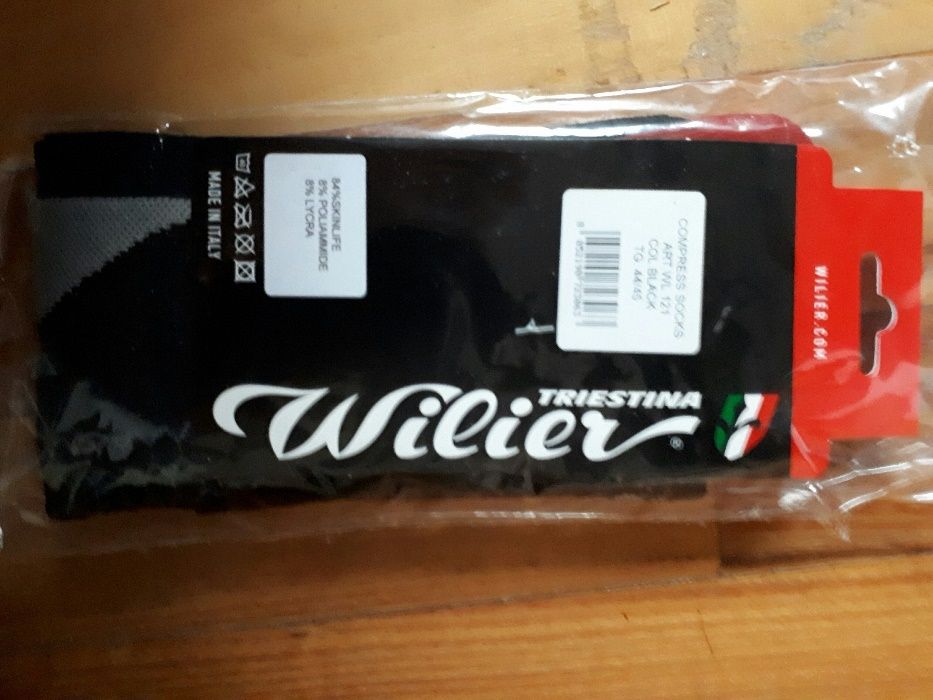 84%SKINLIFE
8% POLIAMMIDE
8% LYCRA
MADE IN ITALY
COMPRESS SOCKS
ART WL 121
COL BLACK
TG 44/45
TRIESTINA
Wilier®
WILIER.COM